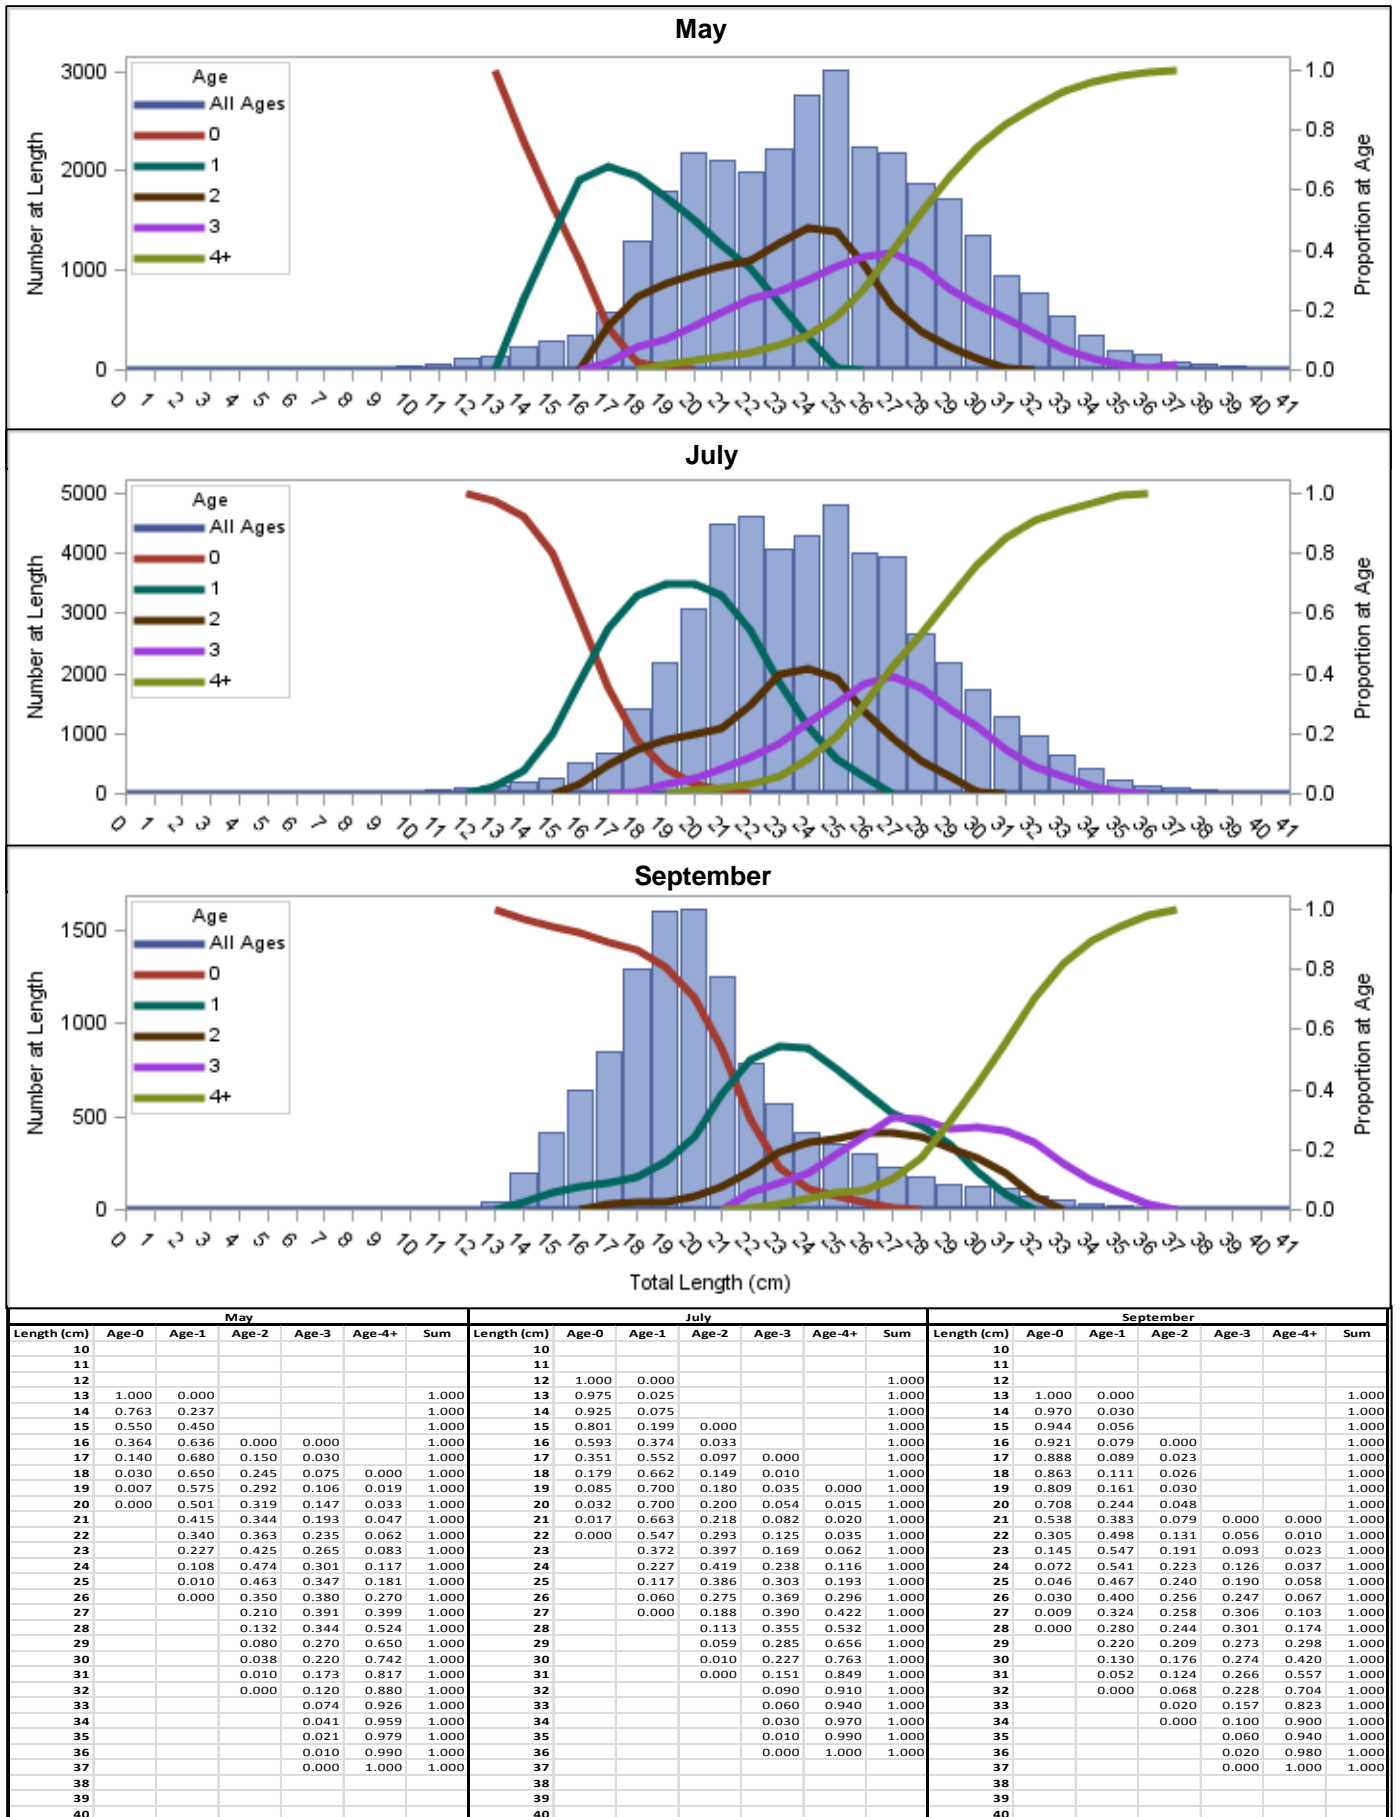 May
Number at Length
Proportion at Age
3000
2000
1000
0
1.0
0.8
0.6
0.4
0.2
0.0
Age
All Ages
0
1
2
3
4+
0 1 2 3 4 5 6 7 8 9 10 11 12 13 14 15 16 17 18 19 20 21 22 23 24 25 26 27 28 29 30 31 32 33 34 35 36 37 38 39 40 41
July
Number at Length
Proportion at Age
5000
4000
3000
2000
1000
0
1.0
0.8
0.6
0.4
0.2
0.0
Age
All Ages
0
1
2
3
4+
0 1 2 3 4 5 6 7 8 9 10 11 12 13 14 15 16 17 18 19 20 21 22 23 24 25 26 27 28 29 30 31 32 33 34 35 36 37 38 39 40 41
September
Number at Length
Proportion at Age
1500
1000
500
0
1.0
0.8
0.6
0.4
0.2
0.0
Age
All Ages
0
1
2
3
4+
0 1 2 3 4 5 6 7 8 9 10 11 12 13 14 15 16 17 18 19 20 21 22 23 24 25 26 27 28 29 30 31 32 33 34 35 36 37 38 39 40 41
Total Length (cm)
May July September
Length (cm) Age-0 Age-1 Age-2 Age-3 Age-4+ Sum Length (cm) Age-0 Age-1 Age-2 Age-3 Age-4+ Sum Length (cm) Age-0 Age-1 Age-2 Age-3 Age-4+ Sum
10 10 10
11 11 11
12 12 1.000 0.000 1.000 12
13 1.000 0.000 1.000 13 0.975 0.025 1.000 13 1.000 0.000 1.000
14 0.763 0.237 1.000 14 0.925 0.075 1.000 14 0.970 0.030 1.000
15 0.550 0.450 1.000 15 0.801 0.199 0.000 1.000 15 0.944 0.056 1.000
16 0.364 0.636 0.000 0.000 1.000 16 0.593 0.374 0.033 1.000 16 0.921 0.079 0.000 1.000
17 0.140 0.680 0.150 0.030 1.000 17 0.351 0.552 0.097 0.000 1.000 17 0.888 0.089 0.023 1.000
18 0.030 0.650 0.245 0.075 0.000 1.000 18 0.179 0.662 0.149 0.010 1.000 18 0.863 0.111 0.026 1.000
19 0.007 0.575 0.292 0.106 0.019 1.000 19 0.085 0.700 0.180 0.035 0.000 1.000 19 0.809 0.161 0.030 1.000
20 0.000 0.501 0.319 0.147 0.033 1.000 20 0.032 0.700 0.200 0.054 0.015 1.000 20 0.708 0.244 0.048 1.000
21 0.415 0.344 0.193 0.047 1.000 21 0.017 0.663 0.218 0.082 0.020 1.000 21 0.538 0.383 0.079 0.000 0.000 1.000
22 0.340 0.363 0.235 0.062 1.000 22 0.000 0.547 0.293 0.125 0.035 1.000 22 0.305 0.498 0.131 0.056 0.010 1.000
23 0.227 0.425 0.265 0.083 1.000 23 0.372 0.397 0.169 0.062 1.000 23 0.145 0.547 0.191 0.093 0.023 1.000
24 0.108 0.474 0.301 0.117 1.000 24 0.227 0.419 0.238 0.116 1.000 24 0.072 0.541 0.223 0.126 0.037 1.000
25 0.010 0.463 0.347 0.181 1.000 25 0.117 0.386 0.303 0.193 1.000 25 0.046 0.467 0.240 0.190 0.058 1.000
26 0.000 0.350 0.380 0.270 1.000 26 0.060 0.275 0.369 0.296 1.000 26 0.030 0.400 0.256 0.247 0.067 1.000
27 0.210 0.391 0.399 1.000 27 0.000 0.188 0.390 0.422 1.000 27 0.009 0.324 0.258 0.306 0.103 1.000
28 0.132 0.344 0.524 1.000 28 0.113 0.355 0.532 1.000 28 0.000 0.280 0.244 0.301 0.174 1.000
29 0.080 0.270 0.650 1.000 29 0.059 0.285 0.656 1.000 29 0.220 0.209 0.273 0.298 1.000
30 0.038 0.220 0.742 1.000 30 0.010 0.227 0.763 1.000 30 0.130 0.176 0.274 0.420 1.000
31 0.010 0.173 0.817 1.000 31 0.000 0.151 0.849 1.000 31 0.052 0.124 0.266 0.557 1.000
32 0.000 0.120 0.880 1.000 32 0.090 0.910 1.000 32 0.000 0.068 0.228 0.704 1.000
33 0.074 0.926 1.000 33 0.060 0.940 1.000 33 0.020 0.157 0.823 1.000
34 0.041 0.959 1.000 34 0.030 0.970 1.000 34 0.000 0.100 0.900 1.000
35 0.021 0.979 1.000 35 0.010 0.990 1.000 35 0.060 0.940 1.000
36 0.010 0.990 1.000 36 0.000 1.000 1.000 36 0.020 0.980 1.000
37 0.000 1.000 1.000 37 37 0.000 1.000 1.000
38 38 38
39 39 39
40 40 40